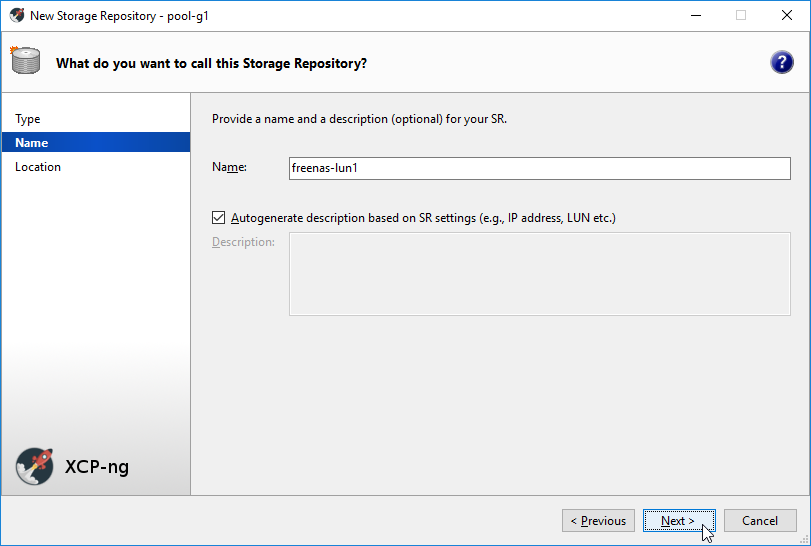 New Storage Repository - pool-g1
What do you want to call this Storage Repository?
?
Type
Name
Location
Provide a name and a description (optional) for your SR.
Name: freenas-lun1
Autogenerate description based on SR settings (e.g., IP address, LUN etc.)
Description:
XCP-ng
< Previous Next > Cancel